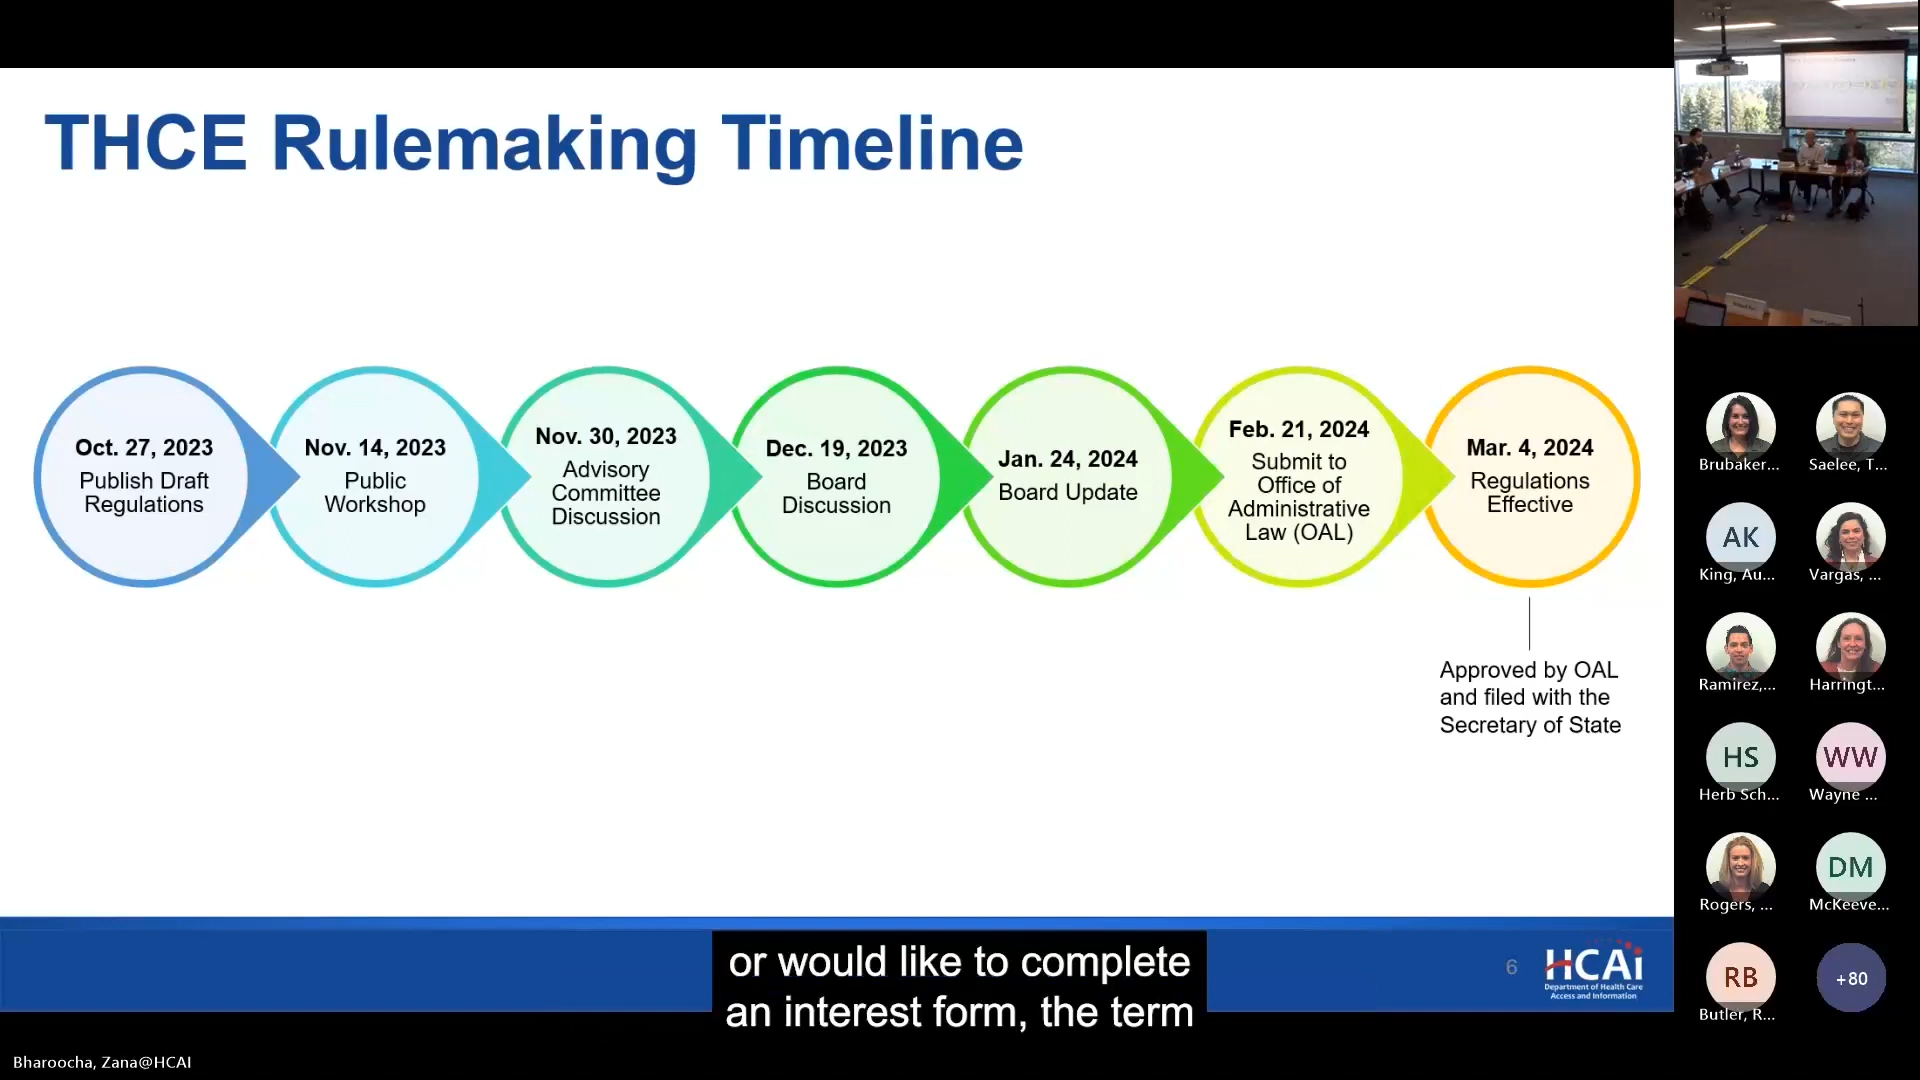 THCE Rulemaking Timeline
Oct. 27, 2023
Publish Draft
Regulations
Nov. 14, 2023
Public
Workshop
Nov. 30, 2023
Advisory
Committee
Discussion
Dec. 19, 2023
Board
Discussion
Jan. 24, 2024
Board Update
Feb. 21, 2024
Submit to
Office of
Administrative
Law (OAL)
Mar. 4, 2024
Regulations
Effective
Approved by OAL
and filed with the
Secretary of State
6
HCAi
Department of Health Care
Access and Information
or would like to complete
an interest form, the term
Bharoocha, Zana@HCAI
Brubaker...
Saelee, T...
AK
King, Au...
Vargas, ...
Ramirez,...
Harringt...
HS
Herb Sch...
WW
Wayne ...
Rogers, ...
DM
McKeeve...
RB
Butler, R...
+80